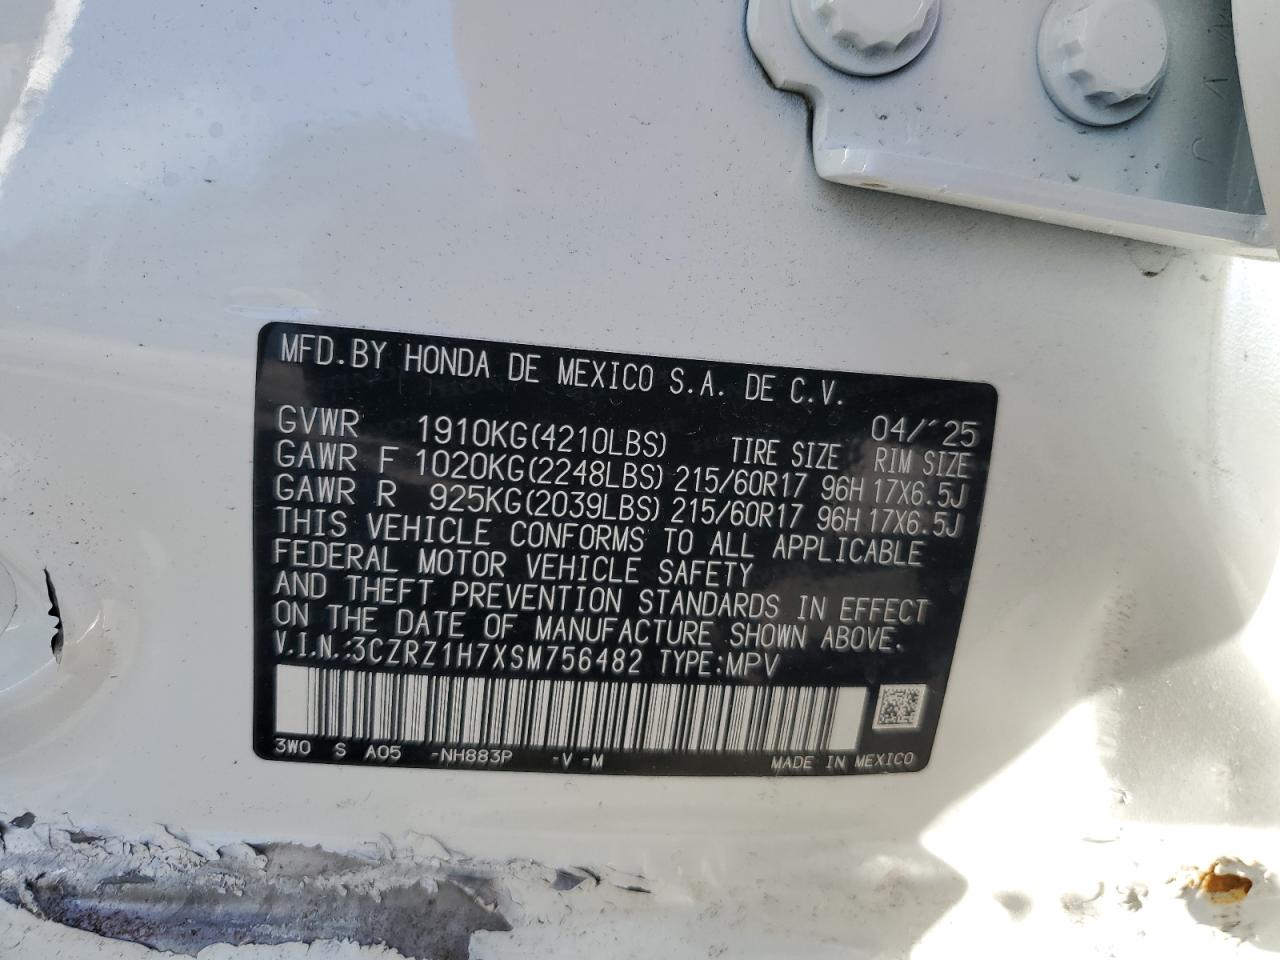 MFD.BY HONDA DE MEXICO S.A. DE C.V.
04/'25
GVWR 1910KG(4210LBS) TIRE SIZE RIM SIZE
GAWR F 1020KG(2248LBS) 215/60R17 96H 17X6.5J
GAWR R 925KG(2039LBS) 215/60R17 96H 17X6.5J
THIS VEHICLE CONFORMS TO ALL APPLICABLE
FEDERAL MOTOR VEHICLE SAFETY
AND THEFT PREVENTION STANDARDS IN EFFECT
ON THE DATE OF MANUFACTURE SHOWN ABOVE.
V.I.N.:3CZRZ1H7XSM756482 TYPE:MPV
3W0 S A05 -NH883P -V -M MADE IN MEXICO